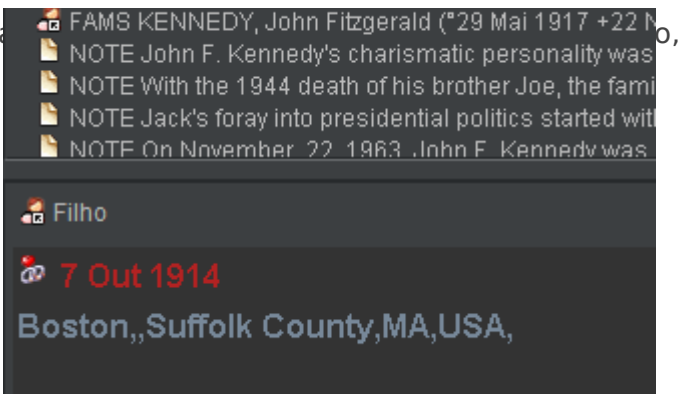 FAMS KENNEDY, John Fitzgerald (*29 Mai 1917 +22
NOTE John F. Kennedy's charismatic personality was
NOTE With the 1944 death of his brother Joe, the
NOTE Jack's foray into presidential politics started
NOTE On November, 22, 1963, John F. Kennedy was
Filho
7 Out 1914
Boston,,Suffolk County,MA,USA,